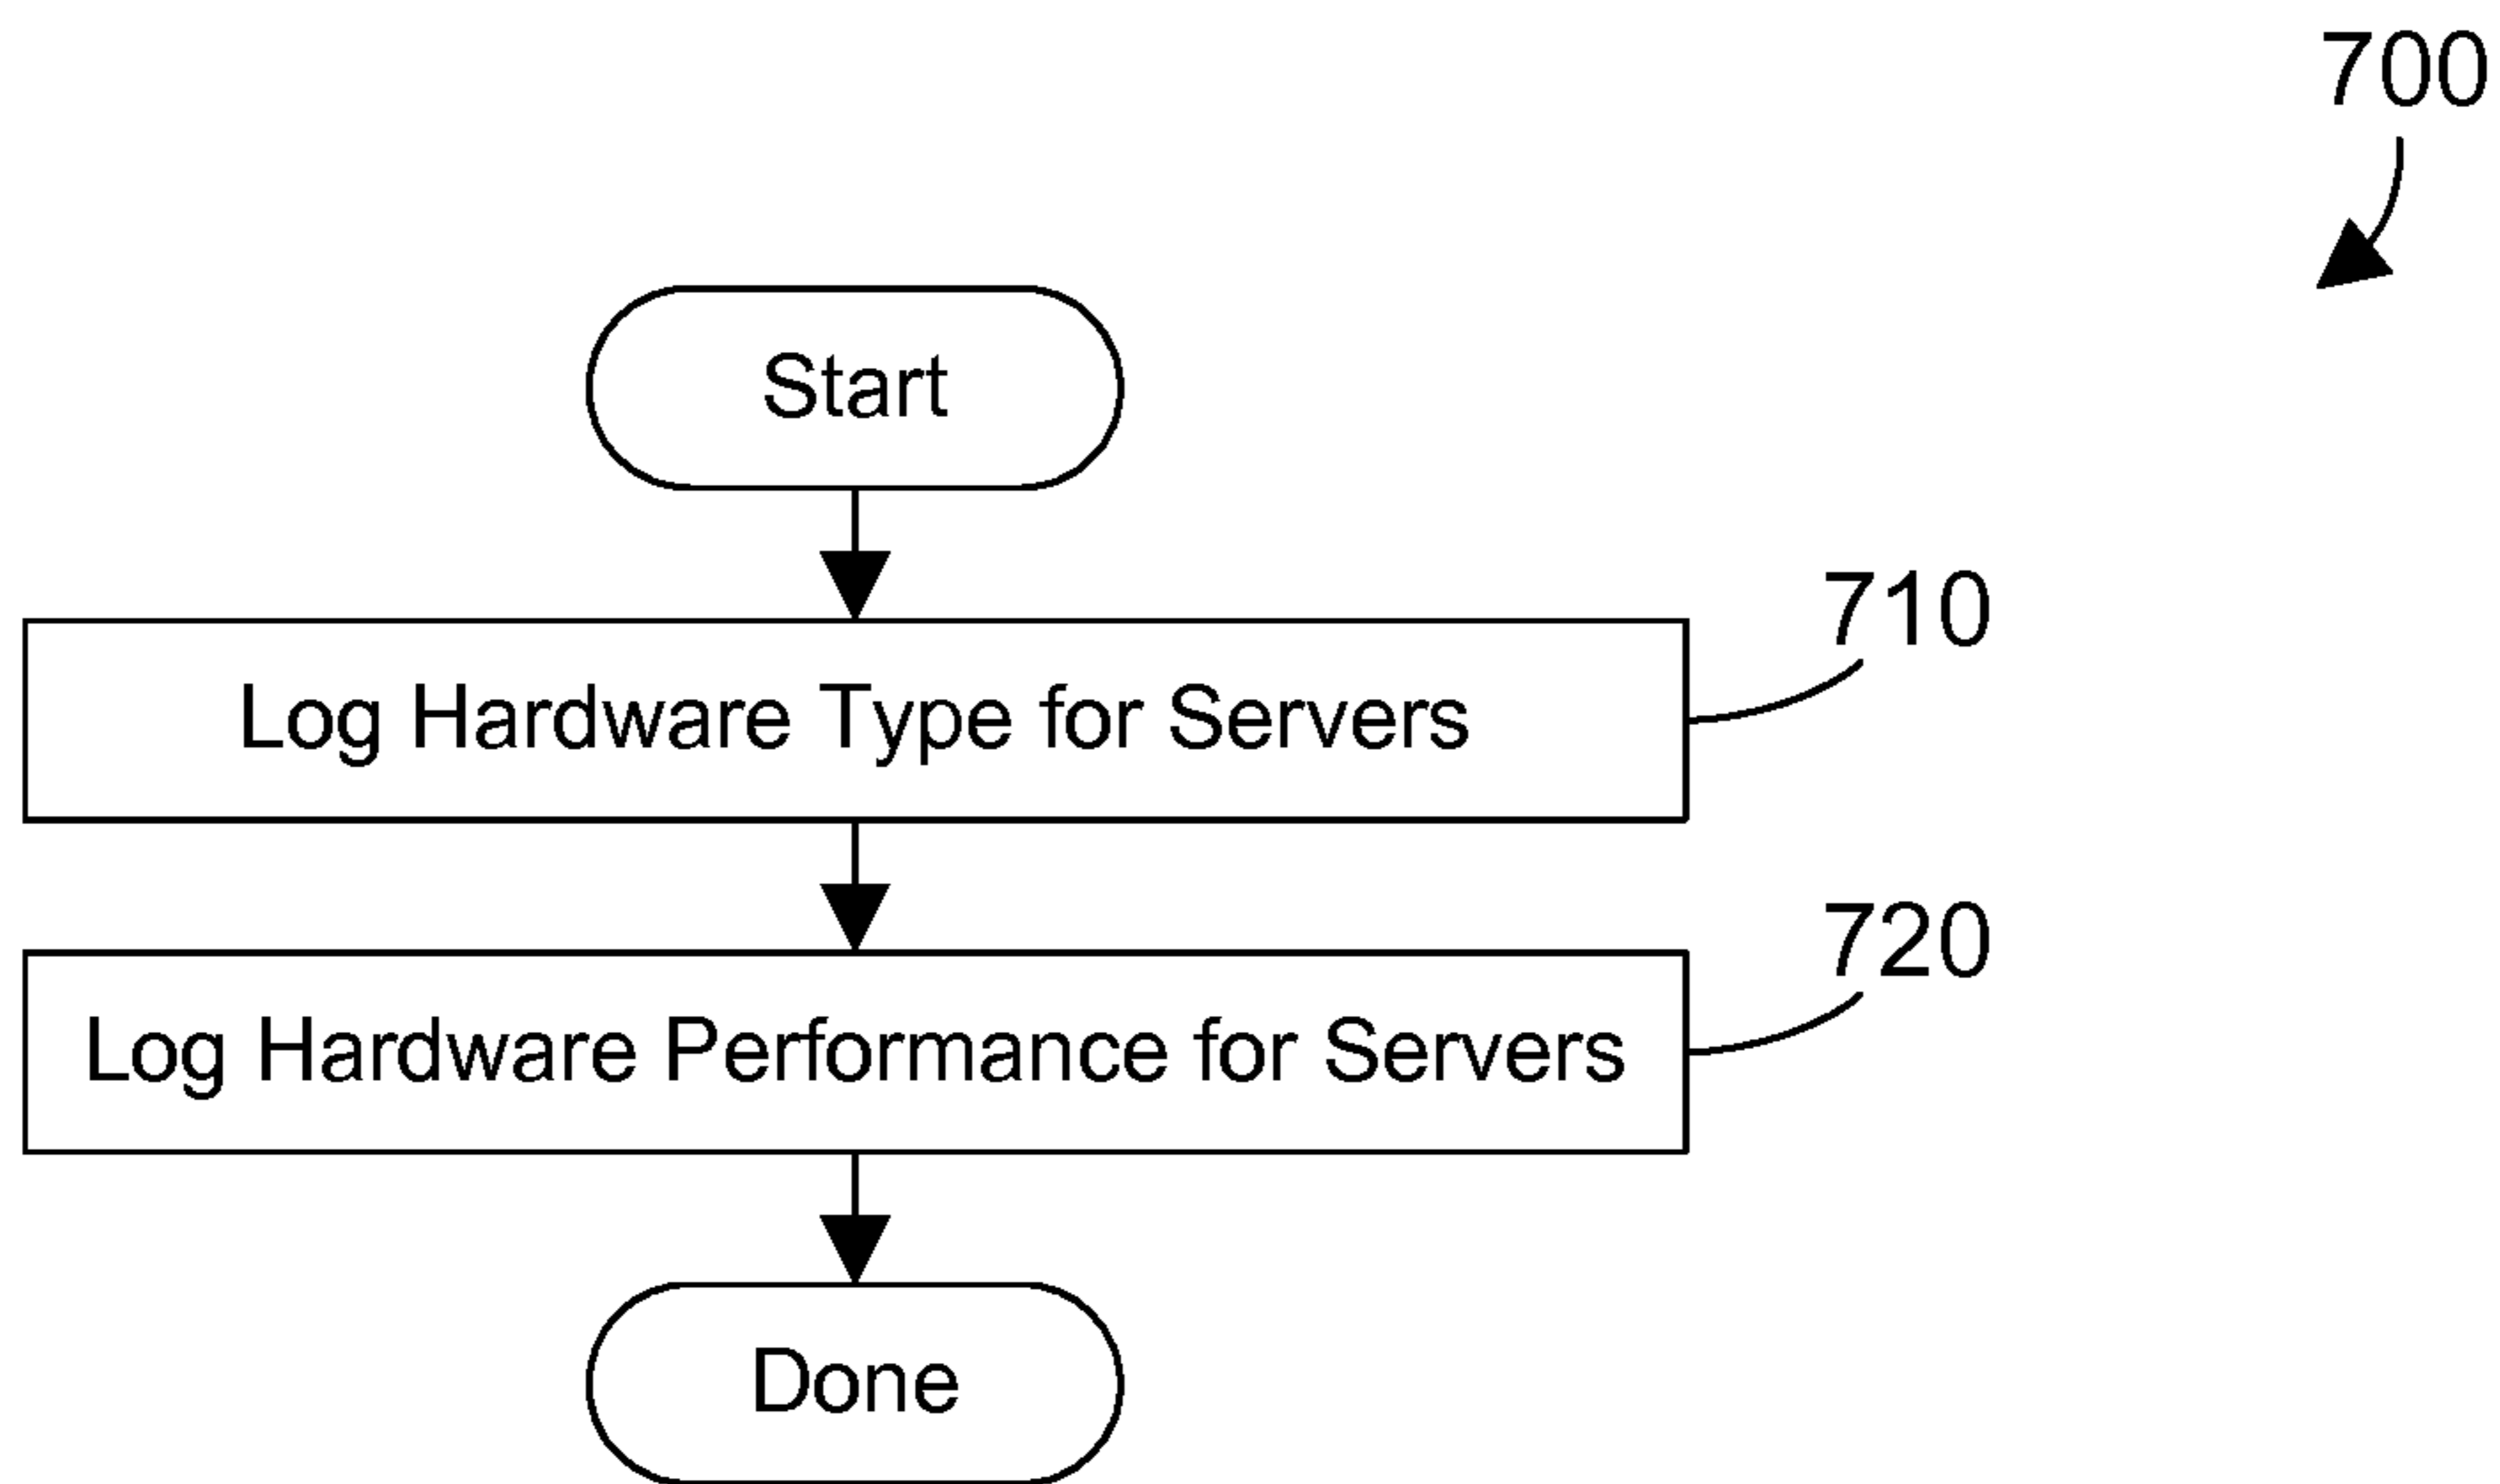 700
Start
710
Log Hardware Type for Servers
720
Log Hardware Performance for Servers
Done